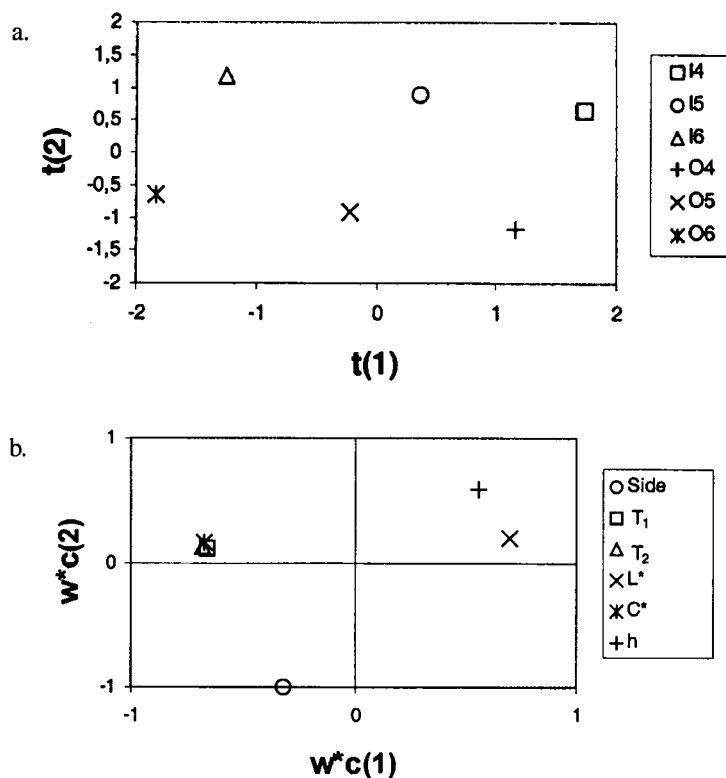 a.
2
1,5
1
0,5
0
-0,5
-1
-1,5
-2
t(2)
-2
-1
0
1
2
t(1)
I4
I5
I6
O4
O5
O6
b.
1
0
-1
w*c(2)
-1
0
1
w*c(1)
Side
T₁
T₂
L*
C*
h